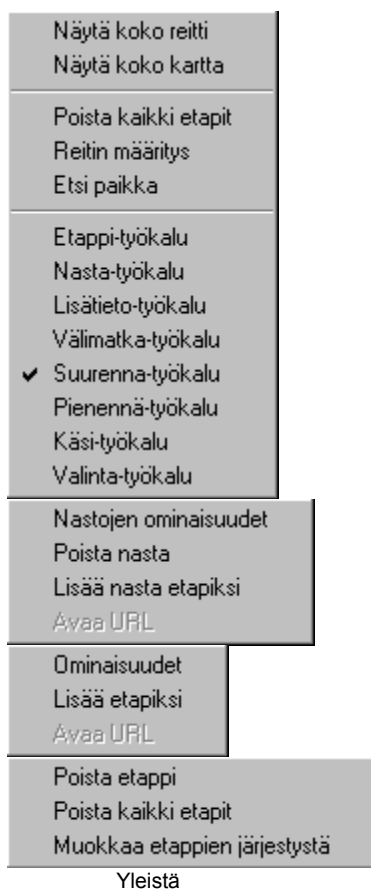 Näytä koko reitti
Näytä koko kartta
Poista kaikki etapit
Reitin määritys
Etsi paikka
Etappi-työkalu
Nasta-työkalu
Lisätieto-työkalu
Välimatka-työkalu
Suurenna-työkalu
Pienennä-työkalu
Käsi-työkalu
Valinta-työkalu
Nastojen ominaisuudet
Poista nasta
Lisää nasta etapiksi
Avaa URL
Ominaisuudet
Lisää etapiksi
Avaa URL
Poista etappi
Poista kaikki etapit
Muokkaa etappien järjestystä
Yleistä